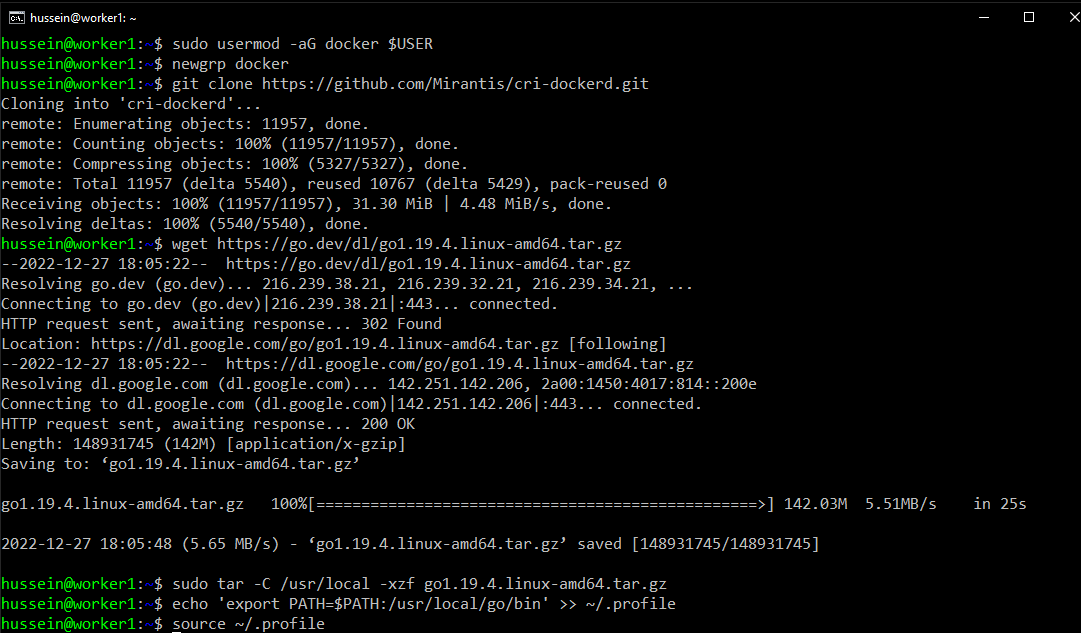 hussein@worker1: ~
hussein@worker1:~$ sudo usermod -aG docker $USER
hussein@worker1:~$ newgrp docker
hussein@worker1:~$ git clone https://github.com/Mirantis/cri-dockerd.git
Cloning into 'cri-dockerd'...
remote: Enumerating objects: 11957, done.
remote: Counting objects: 100% (11957/11957), done.
remote: Compressing objects: 100% (5327/5327), done.
remote: Total 11957 (delta 5540), reused 10767 (delta 5429), pack-reused 0
Receiving objects: 100% (11957/11957), 31.30 MiB | 4.48 MiB/s, done.
Resolving deltas: 100% (5540/5540), done.
hussein@worker1:~$ wget https://go.dev/dl/go1.19.4.linux-amd64.tar.gz
--2022-12-27 18:05:22--  https://go.dev/dl/go1.19.4.linux-amd64.tar.gz
Resolving go.dev (go.dev)... 216.239.38.21, 216.239.32.21, 216.239.34.21, ...
Connecting to go.dev (go.dev)|216.239.38.21|:443... connected.
HTTP request sent, awaiting response... 302 Found
Location: https://dl.google.com/go/go1.19.4.linux-amd64.tar.gz [following]
--2022-12-27 18:05:22--  https://dl.google.com/go/go1.19.4.linux-amd64.tar.gz
Resolving dl.google.com (dl.google.com)... 142.251.142.206, 2a00:1450:4017:814::200e
Connecting to dl.google.com (dl.google.com)|142.251.142.206|:443... connected.
HTTP request sent, awaiting response... 200 OK
Length: 148931745 (142M) [application/x-gzip]
Saving to: ‘go1.19.4.linux-amd64.tar.gz’
go1.19.4.linux-amd64.tar.gz   100%[=================================================>] 142.03M  5.51MB/s    in 25s
2022-12-27 18:05:48 (5.65 MB/s) - ‘go1.19.4.linux-amd64.tar.gz’ saved [148931745/148931745]
hussein@worker1:~$ sudo tar -C /usr/local -xzf go1.19.4.linux-amd64.tar.gz
hussein@worker1:~$ echo 'export PATH=$PATH:/usr/local/go/bin' >> ~/.profile
hussein@worker1:~$ source ~/.profile